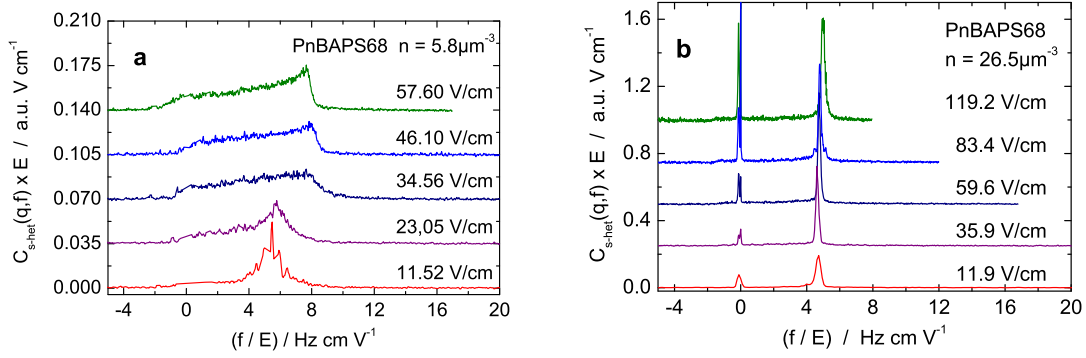 a
PnBAPS68 n = 5.8µm-3
57.60 V/cm
46.10 V/cm
34.56 V/cm
23,05 V/cm
11.52 V/cm
0.210
0.175
0.140
0.105
0.070
0.035
0.000
-4 0 4 8 12 16 20
Cs-het(q,f) x E / a.u. V cm-1
(f / E) / Hz cm V-1
b
PnBAPS68
n = 26.5µm-3
119.2 V/cm
83.4 V/cm
59.6 V/cm
35.9 V/cm
11.9 V/cm
1.6
1.2
0.8
0.4
0.0
-4 0 4 8 12 16 20
Cs-het(q,f) x E / a.u. V cm-1
(f / E) / Hz cm V-1